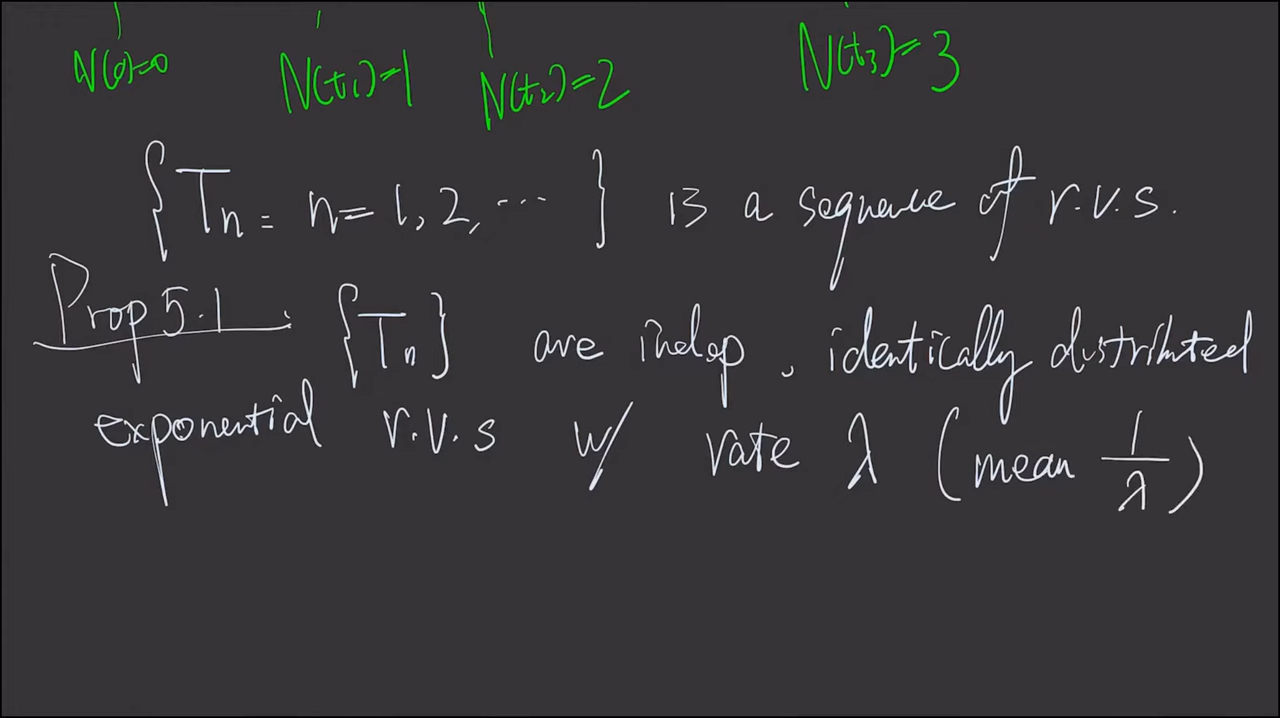 N(0)=0 N(t₁)=1 N(t₂)=2 N(t₃)=3
{Tn = n=1,2,... } is a sequence of r.v.s.
Prop 5.1. {Tn} are indep, identically distributed
exponential r.v.s w/ rate λ (mean 1/λ)